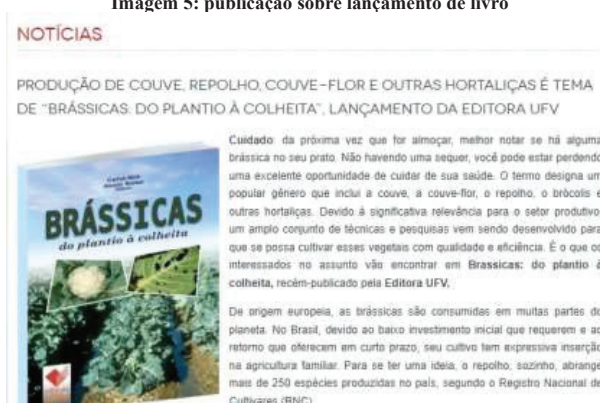 Imagem 5: publicação sobre lançamento de livro
NOTÍCIAS
PRODUÇÃO DE COUVE, REPOLHO, COUVE-FLOR E OUTRAS HORTALIÇAS É TEMA
DE "BRÁSSICAS: DO PLANTIO À COLHEITA", LANÇAMENTO DA EDITORA UFV
BRÁSSICAS
do plantio à colheita
Cuidado: da próxima vez que for almoçar, melhor notar se há alguma
brássica no seu prato. Não havendo uma sequer, você pode estar perdendo
uma excelente oportunidade de cuidar de sua saúde. O termo designa um
popular gênero que inclui a couve, a couve-flor, o repolho, o brócolis e
outras hortaliças. Devido à significativa relevância para o setor produtivo,
um amplo conjunto de técnicas e pesquisas vem sendo desenvolvido para
que se possa cultivar esses vegetais com qualidade e eficiência. É o que os
interessados no assunto vão encontrar em Brassicas: do plantio à
colheita, recém-publicado pela Editora UFV.
De origem europeia, as brássicas são consumidas em muitas partes do
planeta. No Brasil, devido ao baixo investimento inicial que requerem e ao
retorno que oferecem em curto prazo, seu cultivo tem expressiva inserção
na agricultura familiar. Para se ter uma ideia, o repolho, sozinho, abrange
mais de 250 espécies produzidas no país, segundo o Registro Nacional de
Cultivares (RNC).